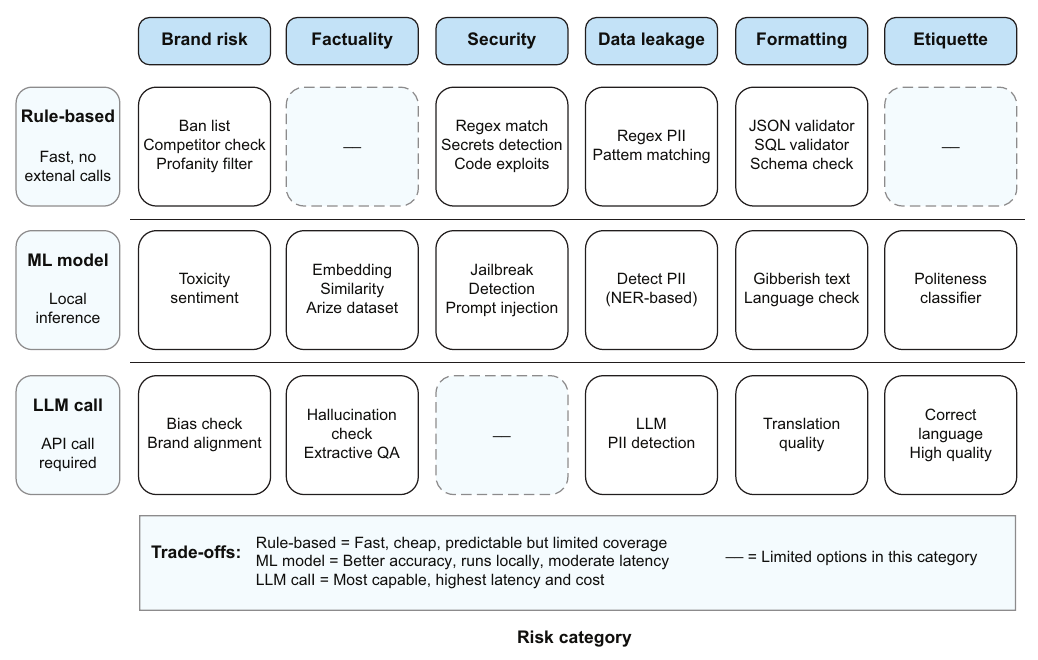 Brand risk
Factuality
Security
Data leakage
Formatting
Etiquette
Rule-based
Fast, no
extenal calls
Ban list
Competitor check
Profanity filter
—
Regex match
Secrets detection
Code exploits
Regex PII
Pattem matching
JSON validator
SQL validator
Schema check
—
ML model
Local
inference
Toxicity
sentiment
Embedding
Similarity
Arize dataset
Jailbreak
Detection
Prompt injection
Detect PII
(NER-based)
Gibberish text
Language check
Politeness
classifier
LLM call
API call
required
Bias check
Brand alignment
Hallucination
check
Extractive QA
—
LLM
PII detection
Translation
quality
Correct
language
High quality
Trade-offs:
Rule-based = Fast, cheap, predictable but limited coverage
ML model = Better accuracy, runs locally, moderate latency
LLM call = Most capable, highest latency and cost
— = Limited options in this category
Risk category